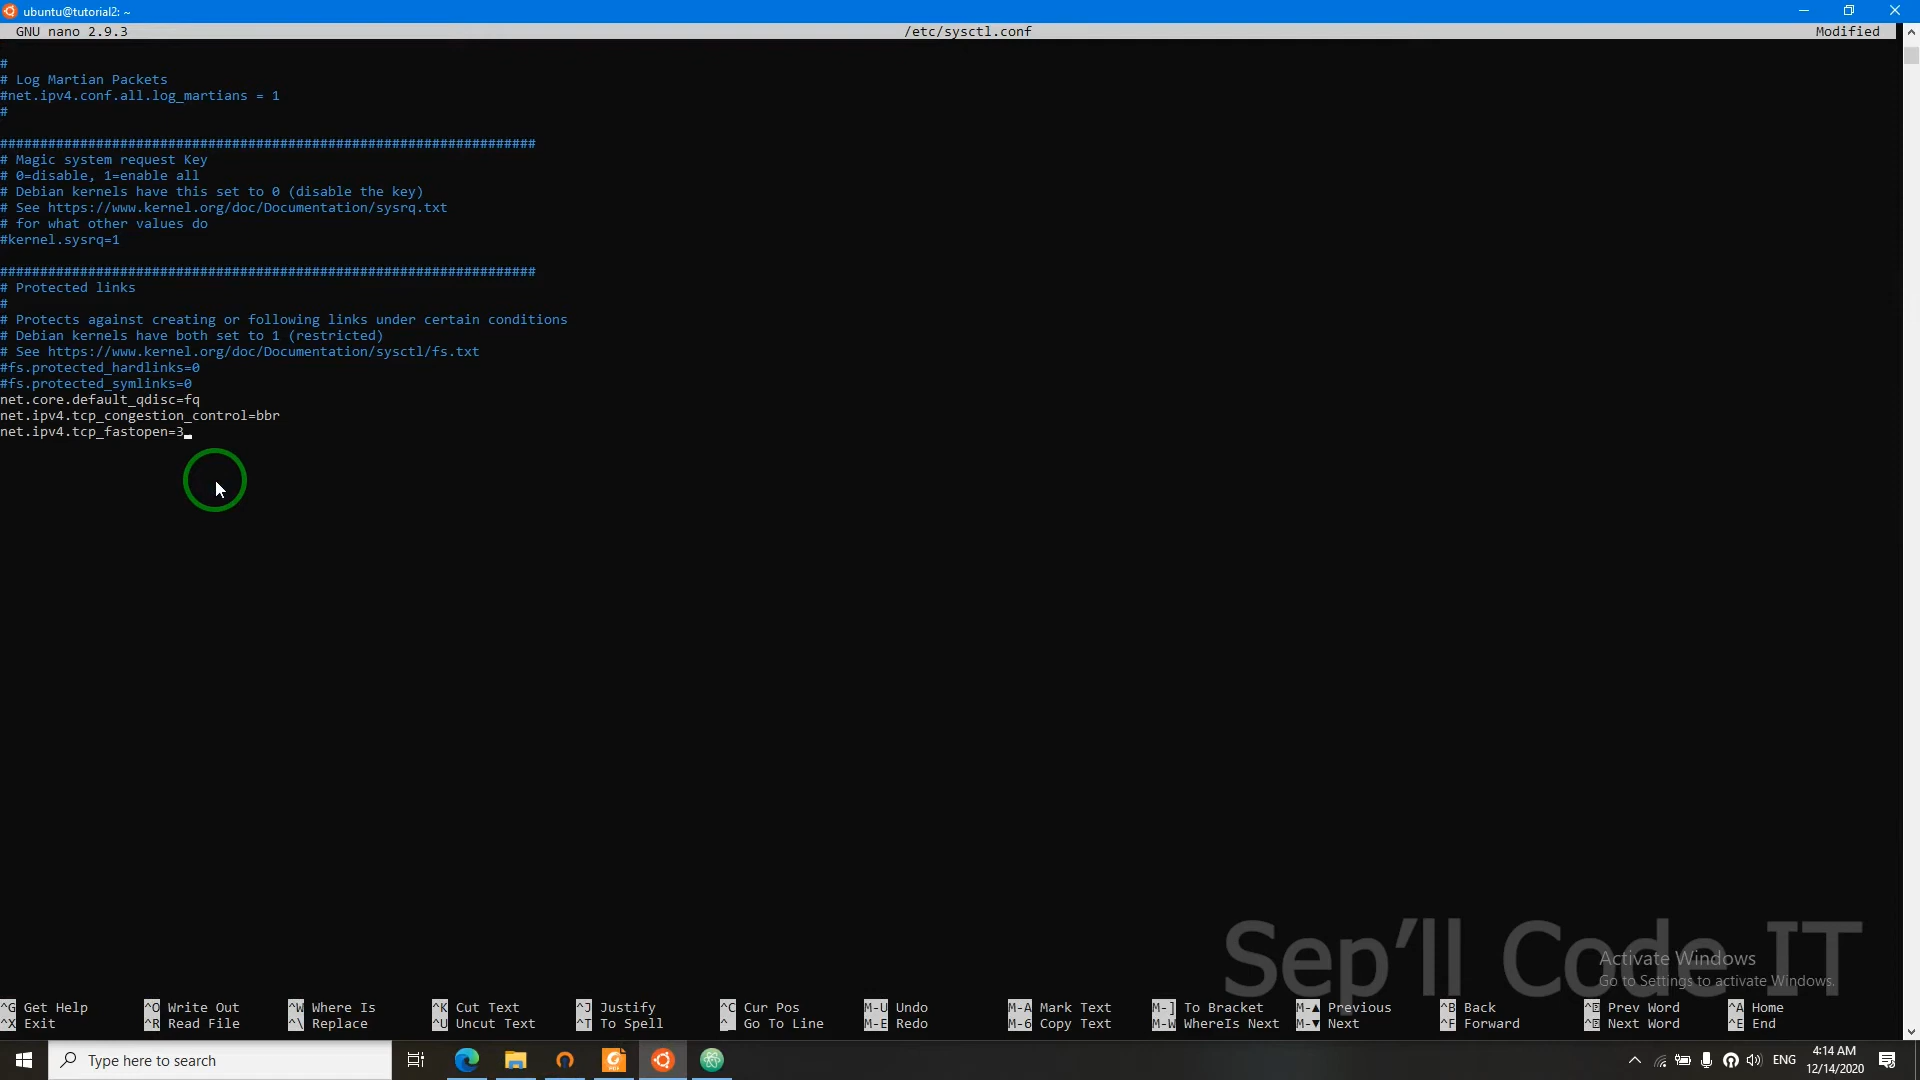 ubuntu@tutorial2: ~
GNU nano 2.9.3 /etc/sysctl.conf Modified
#
# Log Martian Packets
#net.ipv4.conf.all.log_martians = 1
#
###################################################################
# Magic system request Key
# 0=disable, 1=enable all
# Debian kernels have this set to 0 (disable the key)
# See https://www.kernel.org/doc/Documentation/sysrq.txt
# for what other values do
#kernel.sysrq=1
###################################################################
# Protected links
#
# Protects against creating or following links under certain conditions
# Debian kernels have both set to 1 (restricted)
# See https://www.kernel.org/doc/Documentation/sysctl/fs.txt
#fs.protected_hardlinks=0
#fs.protected_symlinks=0
net.core.default_qdisc=fq
net.ipv4.tcp_congestion_control=bbr
net.ipv4.tcp_fastopen=3
Sep'll Code IT
Activate Windows
Go to Settings to activate Windows.
^G Get Help ^O Write Out ^W Where Is ^K Cut Text ^J Justify ^C Cur Pos M-U Undo M-A Mark Text M-] To Bracket M-▲ Previous ^B Back ^ Prev Word ^A Home
^X Exit ^R Read File ^\ Replace ^U Uncut Text ^T To Spell ^_ Go To Line M-E Redo M-6 Copy Text M-W WhereIs Next M-▼ Next ^F Forward ^ Next Word ^E End
Type here to search
ENG
4:14 AM
12/14/2020